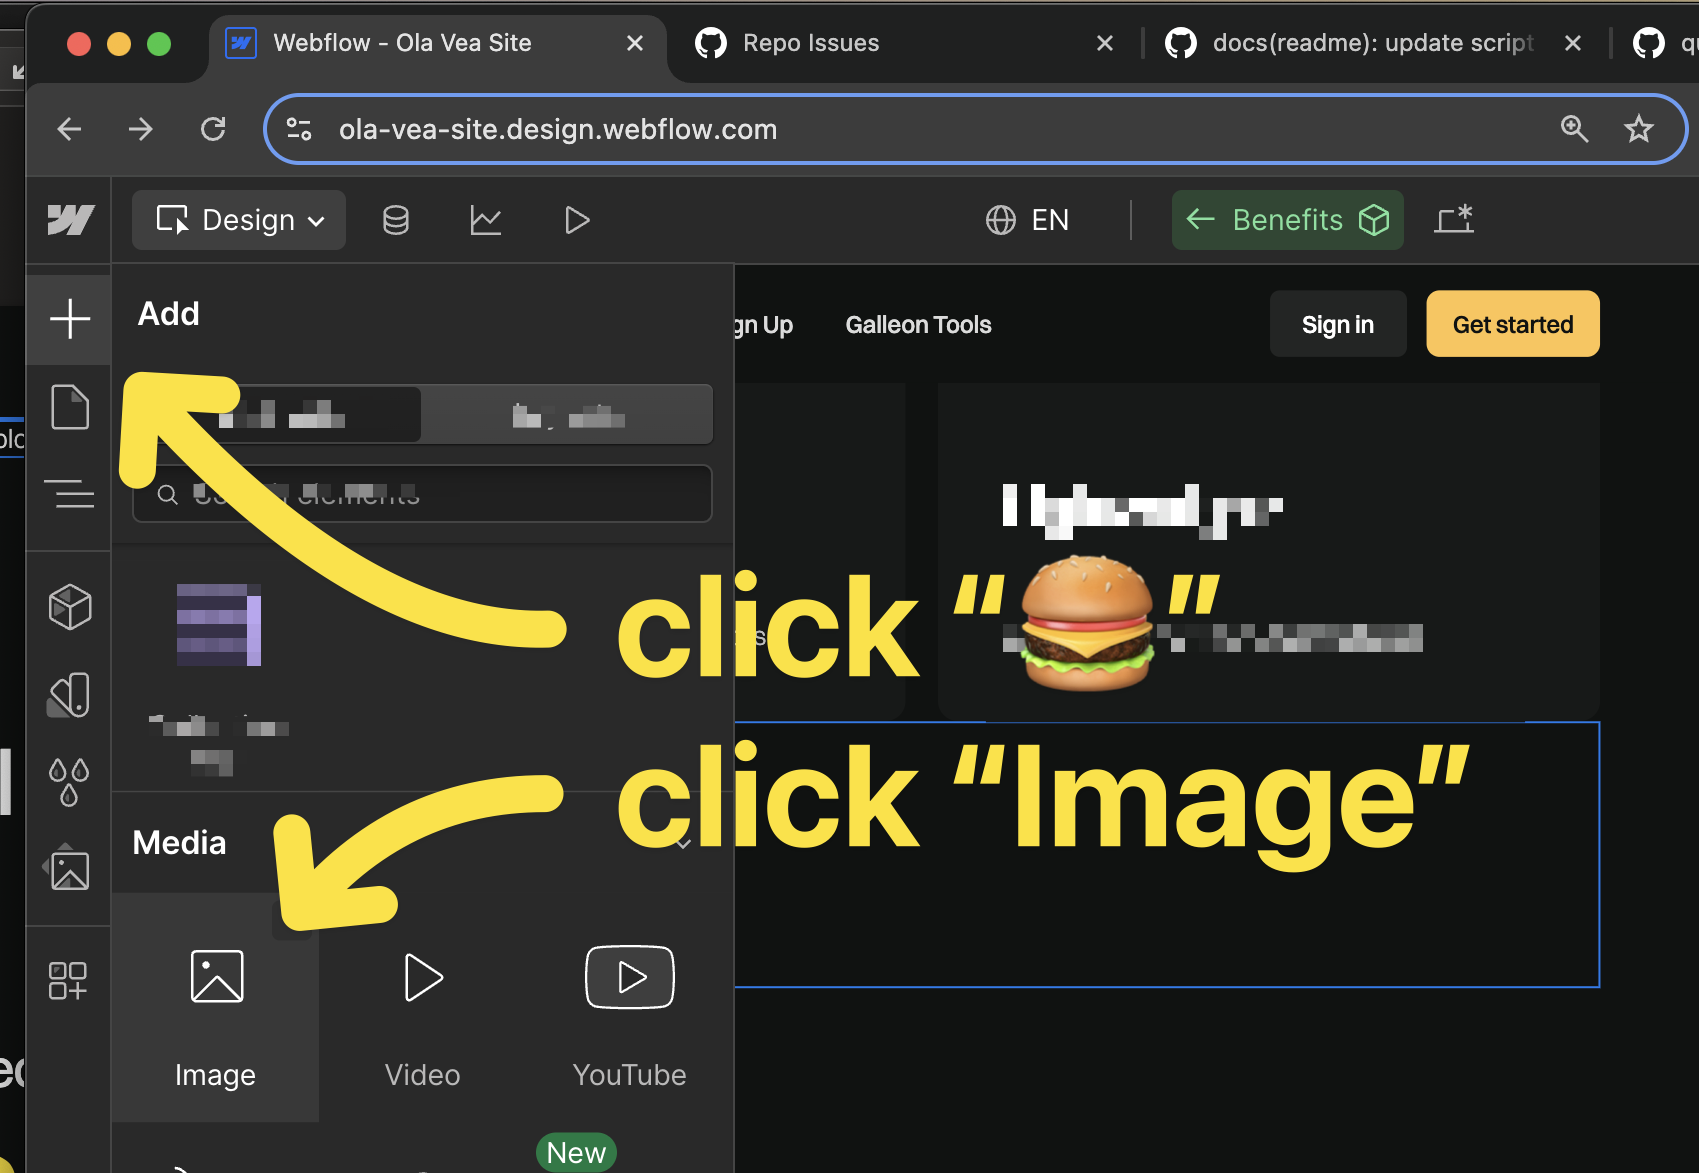 Webflow - Ola Vea Site
Repo Issues
docs(readme): update script
ola-vea-site.design.webflow.com
Design
EN
Benefits
Add
gn Up
Galleon Tools
Sign in
Get started
click “🍔”
click “Image”
Media
Image
Video
YouTube
New